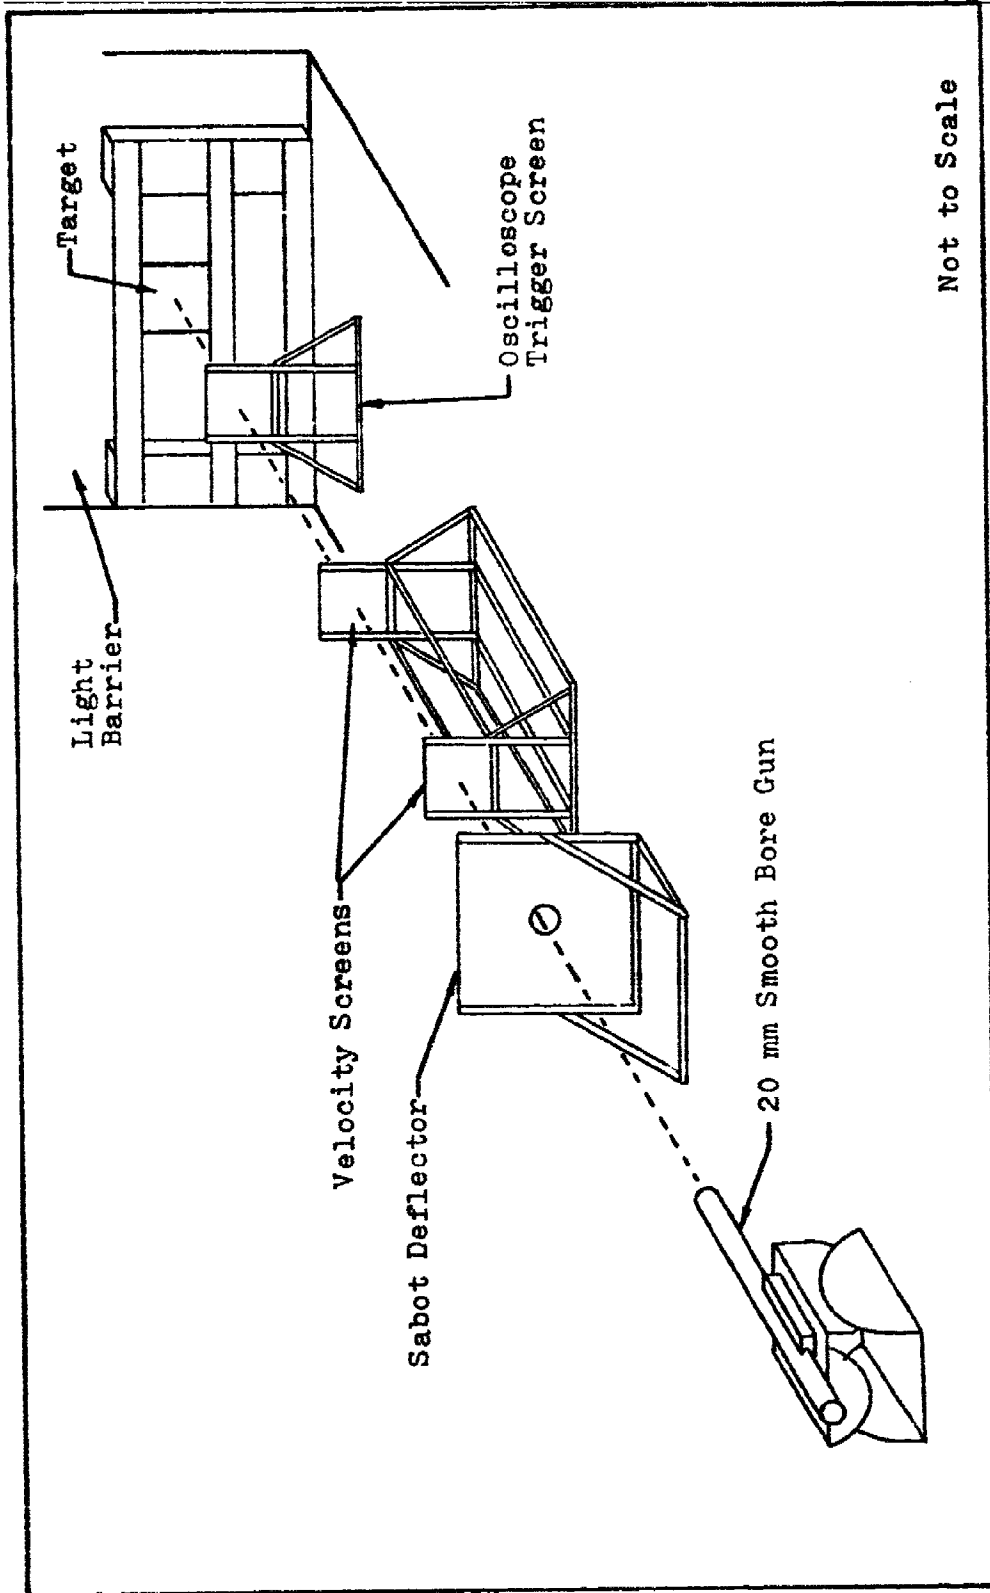 Target
Light
Barrier
Oscilloscope
Trigger Screen
Velocity Screens
Sabot Deflector
20 mm Smooth Bore Gun
Not to Scale